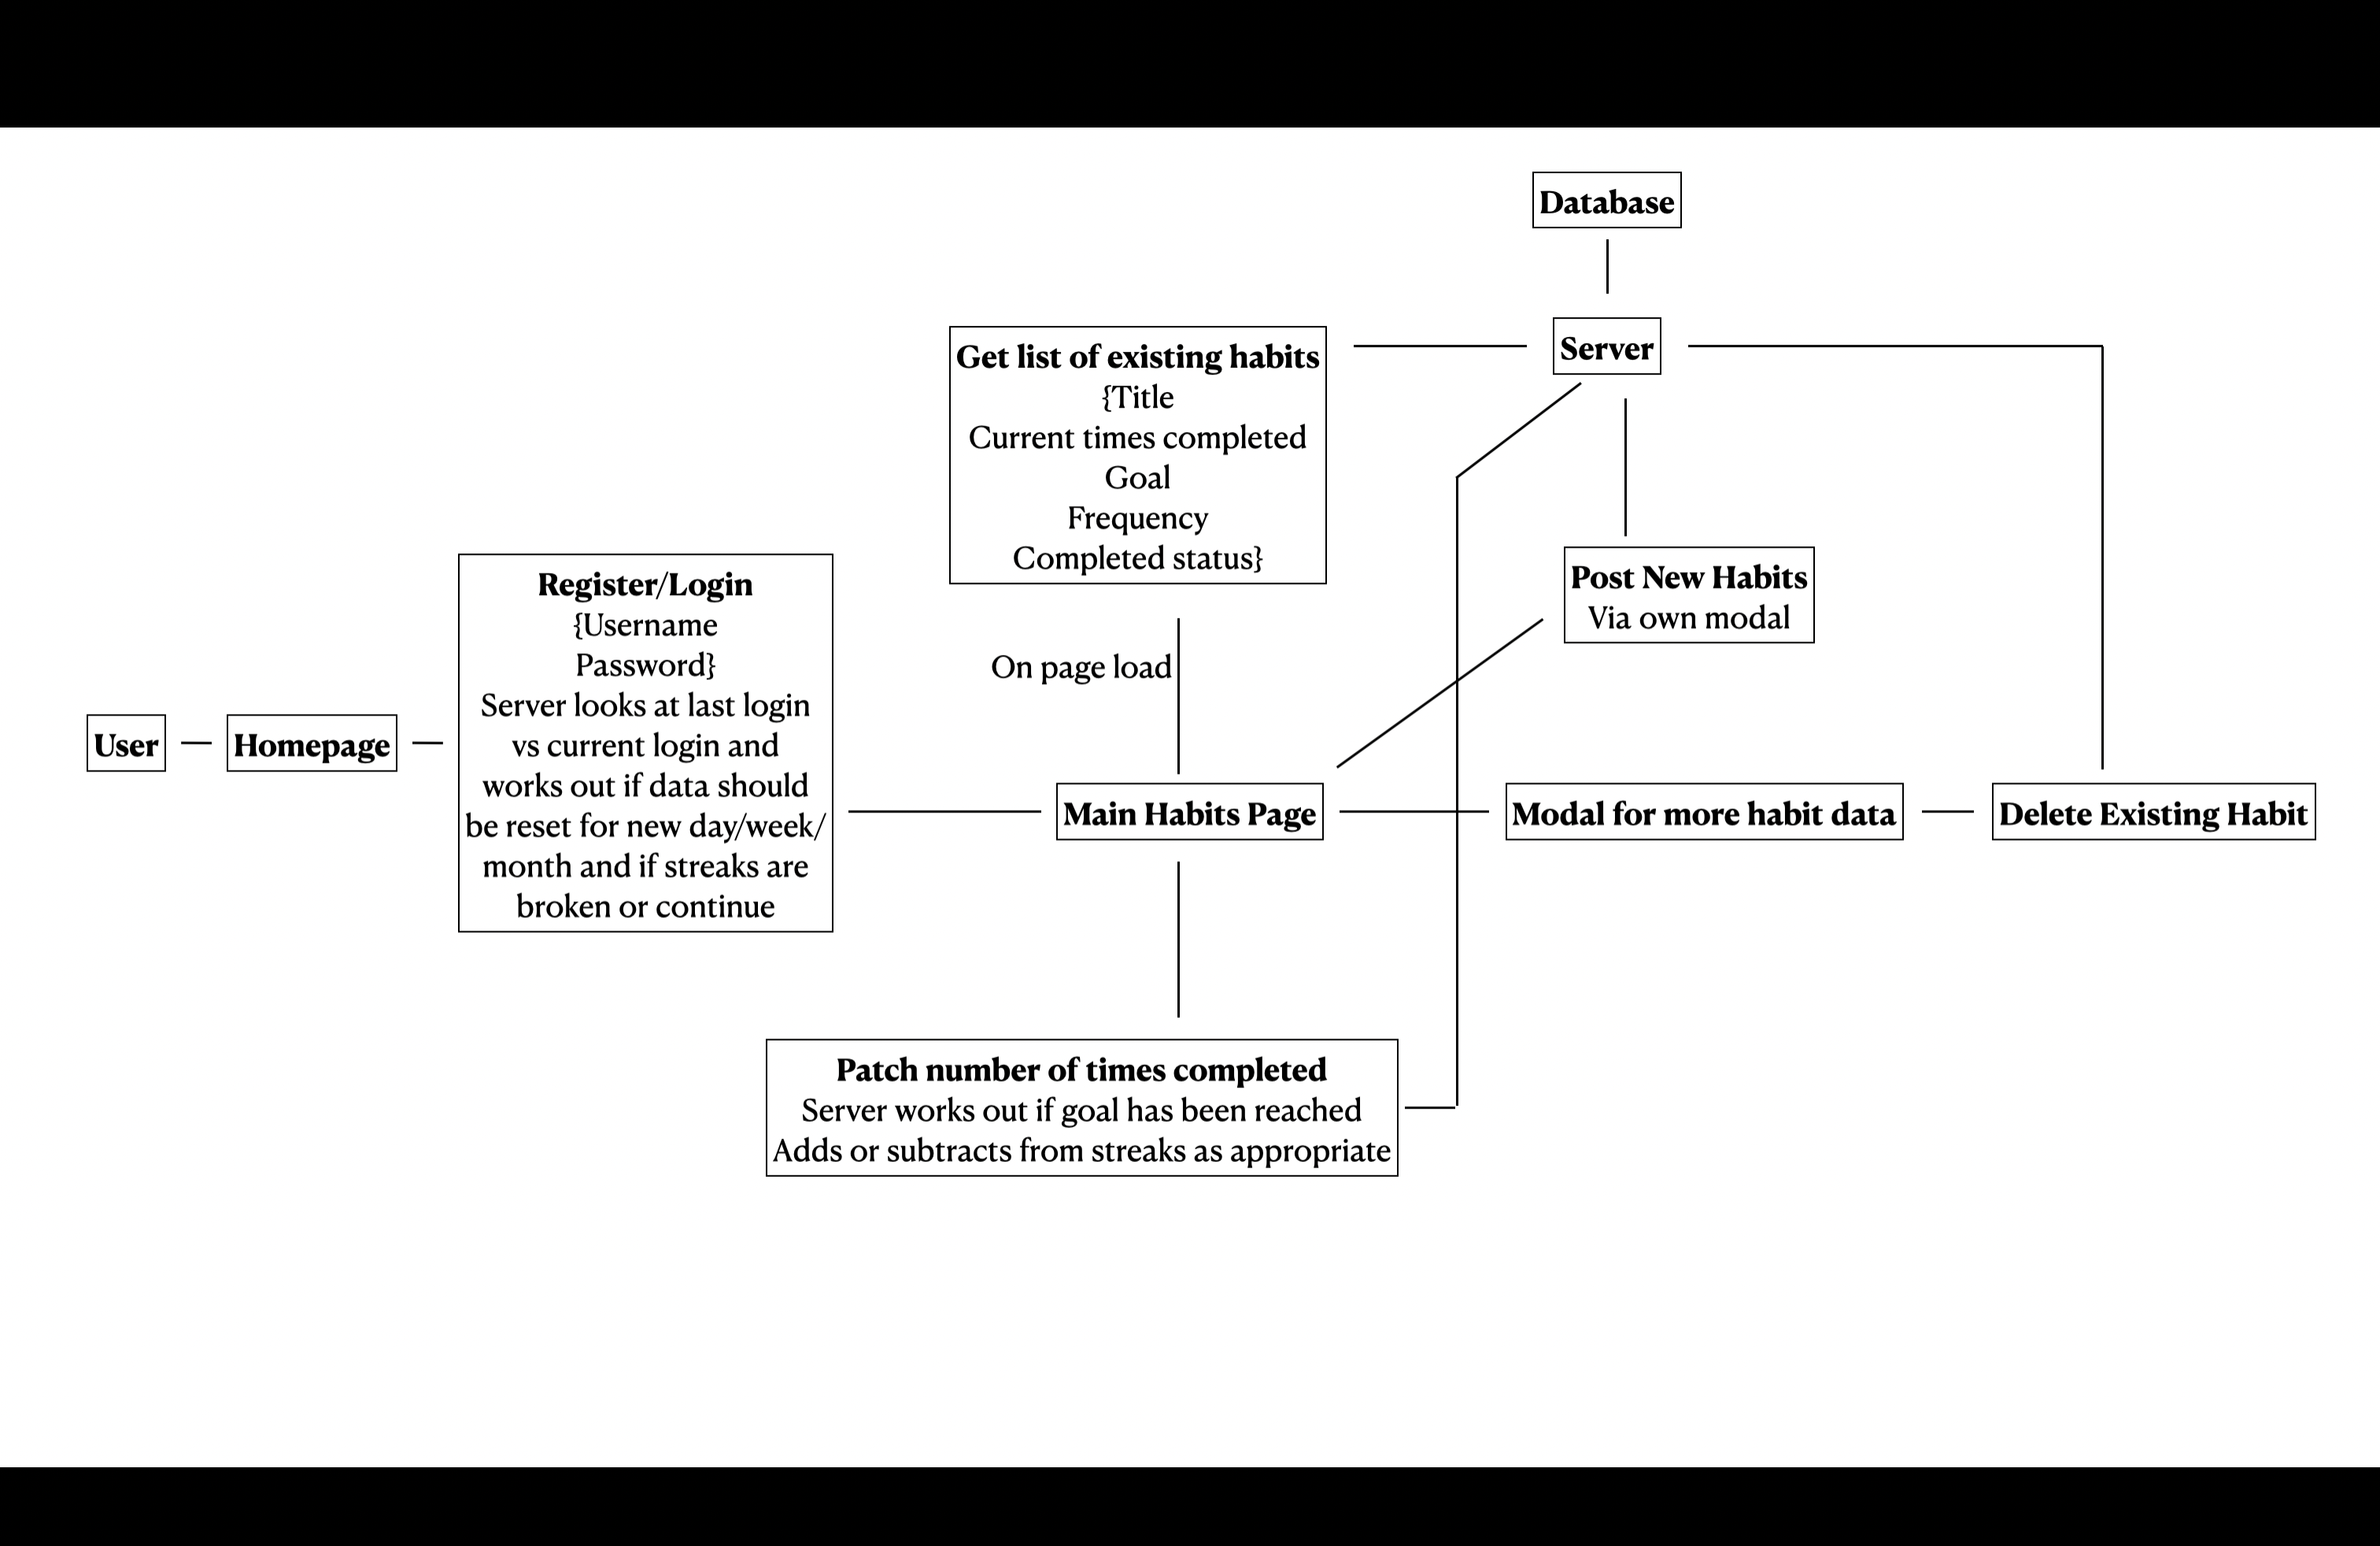 Database
Server
Get list of existing habits
{Title
Current times completed
Goal
Frequency
Completed status}
Register/Login
{Username
Password}
Server looks at last login
vs current login and
works out if data should
be reset for new day/week/
month and if streaks are
broken or continue
Post New Habits
Via own modal
On page load
User
Homepage
Main Habits Page
Modal for more habit data
Delete Existing Habit
Patch number of times completed
Server works out if goal has been reached
Adds or subtracts from streaks as appropriate